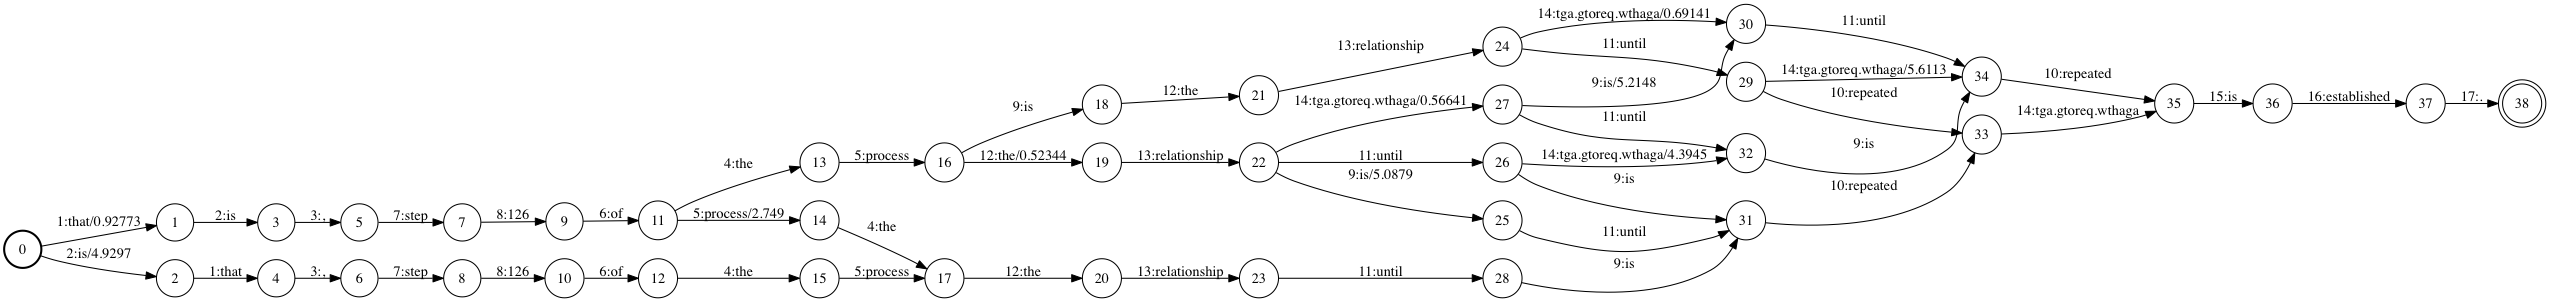 0
1:that/0.92773
2:is/4.9297
1
2:is
3
3:,
5
7:step
7
8:126
9
6:of
11
4:the
5:process/2.749
2
1:that
4
3:,
6
7:step
8
8:126
10
6:of
12
4:the
15
5:process
13
5:process
16
9:is
12:the/0.52344
14
4:the
17
12:the
20
13:relationship
23
11:until
28
9:is
18
12:the
21
13:relationship
24
14:tga.gtoreq.wthaga/0.69141
11:until
19
13:relationship
22
14:tga.gtoreq.wthaga/0.56641
11:until
9:is/5.0879
27
9:is/5.2148
11:until
26
14:tga.gtoreq.wthaga/4.3945
9:is
25
11:until
30
11:until
29
14:tga.gtoreq.wthaga/5.6113
10:repeated
32
9:is
31
10:repeated
34
10:repeated
33
14:tga.gtoreq.wthaga
35
15:is
36
16:established
37
17:.
38